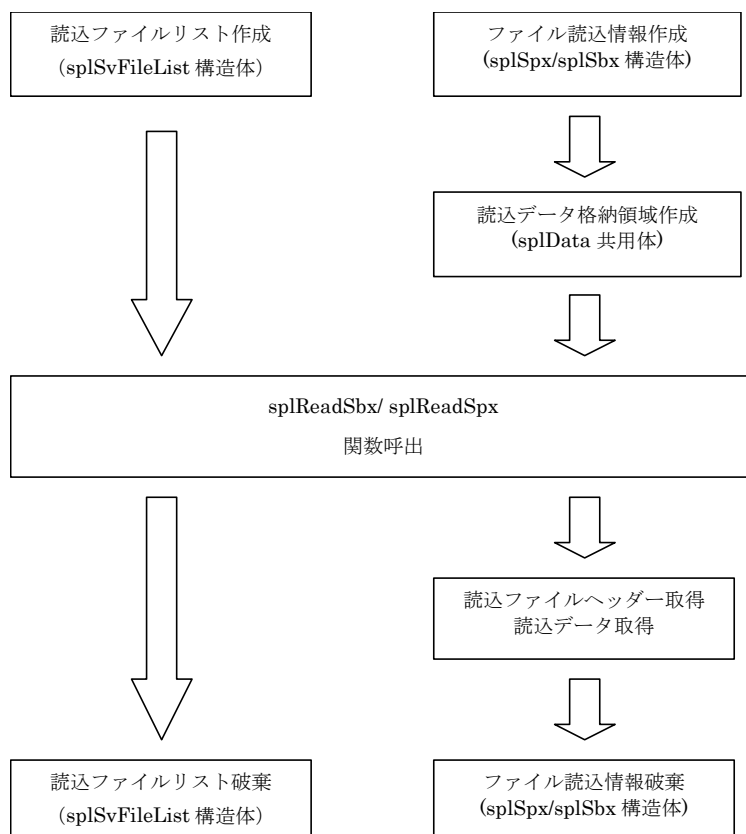 読込ファイルリスト作成
（splSvFileList 構造体）
ファイル読込情報作成
(splSpx/splSbx 構造体)
読込データ格納領域作成
(splData 共用体)
splReadSbx/ splReadSpx
関数呼出
読込ファイルヘッダー取得
読込データ取得
読込ファイルリスト破棄
（splSvFileList 構造体）
ファイル読込情報破棄
(splSpx/splSbx 構造体)